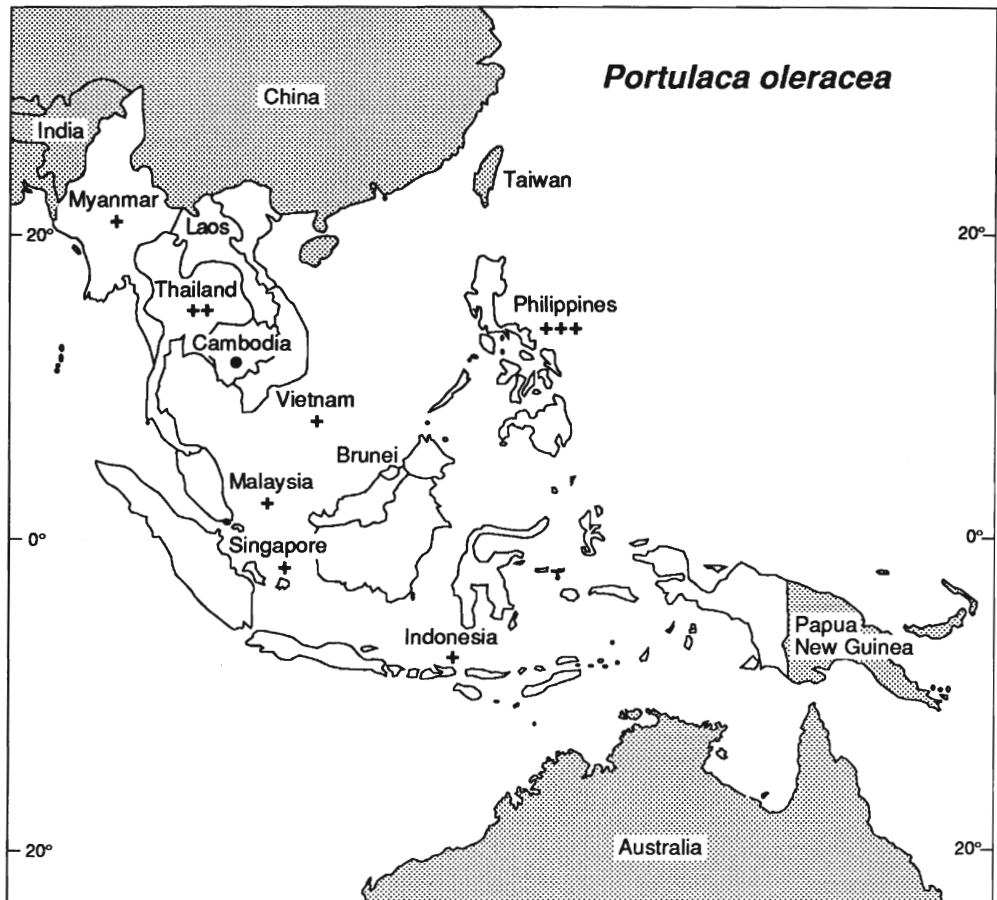 Portulaca oleracea
China
India
Taiwan
Myanmar
+
Laos
20°
20°
Thailand
++
Philippines
+++
Cambodia
●
Vietnam
+
Brunei
Malaysia
+
0°
0°
Singapore
+
Papua
New Guinea
Indonesia
+
Australia
20°
20°